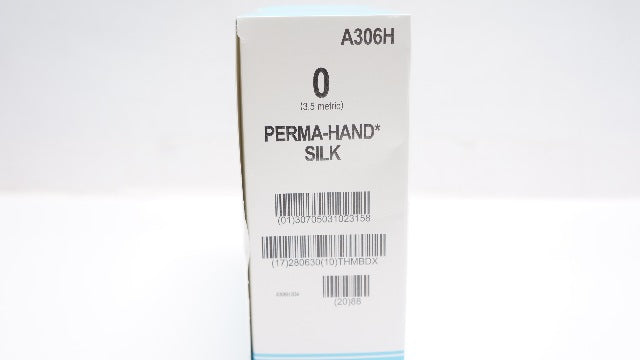 A306H
0
(3.5 metric)
PERMA-HAND*
SILK
(01)30705031023158
(17)280630(10)THMBDX
(20)88